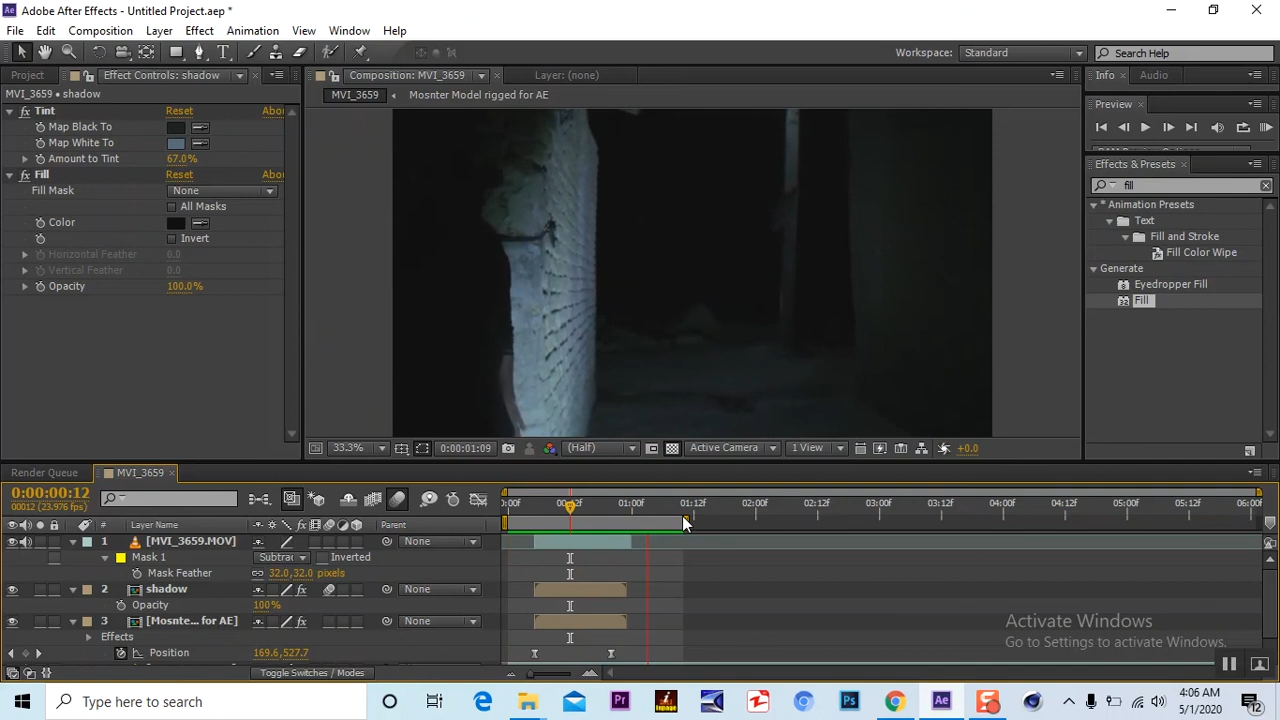 Adobe After Effects - Untitled Project.aep *
File Edit Composition Layer Effect Animation View Window Help
Workspace: Standard Search Help
Project Effect Controls: shadow Composition: MVI_3659 Layer: (none) Info Audio
MVI_3659 • shadow MVI_3659 Mosnter Model rigged for AE
Tint Reset Abou
Preview
Map Black To
Map White To
Amount to Tint 67.0%
Effects & Presets
Fill Reset Abou
fill
Fill Mask None
* Animation Presets
All Masks
Text
Color
Fill and Stroke
Invert
Fill Color Wipe
Horizontal Feather 0.0
Generate
Vertical Feather 0.0
Eyedropper Fill
Opacity 100.0%
Fill
33.3% 0:00:01:09 (Half) Active Camera 1 View +0.0
Render Queue MVI_3659
0:00:00:12
00012 (23.976 fps)
:00f 00:12f 01:00f 01:12f 02:00f 02:12f 03:00f 03:12f 04:00f 04:12f 05:00f 05:12f 06:00
# Layer Name Parent
1 [MVI_3659.MOV] None
Mask 1 Subtrac Inverted
Mask Feather 32.0,32.0 pixels
2 shadow None
Opacity 100%
3 [Mosnte... for AE] None
Effects
Position 169.6,527.7
Toggle Switches / Modes
Activate Windows
Go to Settings to activate Windows.
Type here to search
4:06 AM
5/1/2020
12